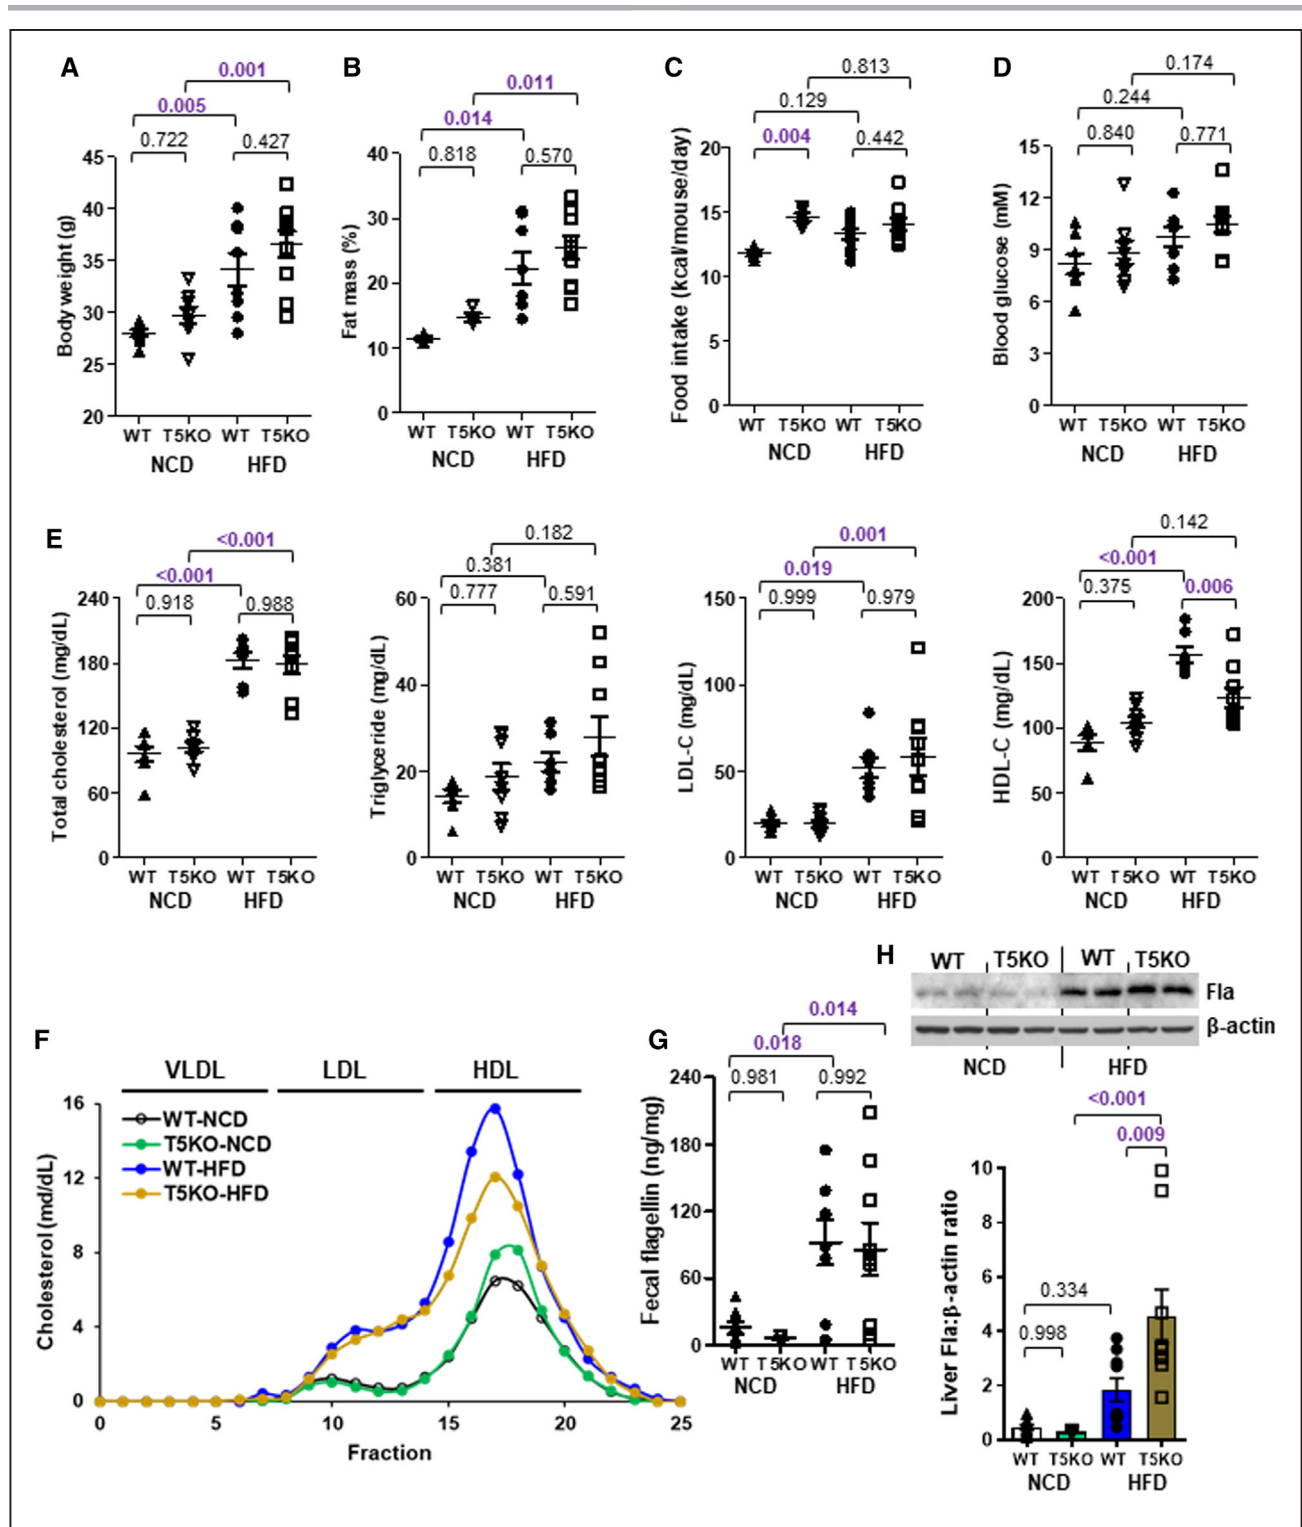 A
0.001
0.005
0.722
0.427
Body weight (g)
45
40
35
30
25
20
WT T5KO WT T5KO
NCD HFD
B
0.011
0.014
0.818
0.570
Fat mass (%)
40
30
20
10
0
WT T5KO WT T5KO
NCD HFD
C
0.813
0.129
0.004
0.442
Food intake (kcal/mouse/day)
20
15
10
5
0
WT T5KO WT T5KO
NCD HFD
D
0.174
0.244
0.840
0.771
Blood glucose (mM)
15
12
9
6
3
0
WT T5KO WT T5KO
NCD HFD
E
<0.001
<0.001
0.918
0.988
Total cholesterol (mg/dL)
240
180
120
60
0
WT T5KO WT T5KO
NCD HFD
0.182
0.381
0.777
0.591
Triglyceride (mg/dL)
60
40
20
0
WT T5KO WT T5KO
NCD HFD
0.001
0.019
0.999
0.979
LDL-C (mg/dL)
150
100
50
0
WT T5KO WT T5KO
NCD HFD
0.142
<0.001
0.375
0.006
HDL-C (mg/dL)
200
150
100
50
0
WT T5KO WT T5KO
NCD HFD
F
VLDL LDL HDL
WT-NCD
T5KO-NCD
WT-HFD
T5KO-HFD
Cholesterol (md/dL)
16
12
8
4
0
0 5 10 15 20 25
Fraction
G
0.014
0.018
0.981
0.992
Fecal flagellin (ng/mg)
240
180
120
60
0
WT T5KO WT T5KO
NCD HFD
H
WT T5KO WT T5KO
Fla
β-actin
NCD HFD
<0.001
0.009
0.334
0.998
Liver Fla:β-actin ratio
10
8
6
4
2
0
WT T5KO WT T5KO
NCD HFD